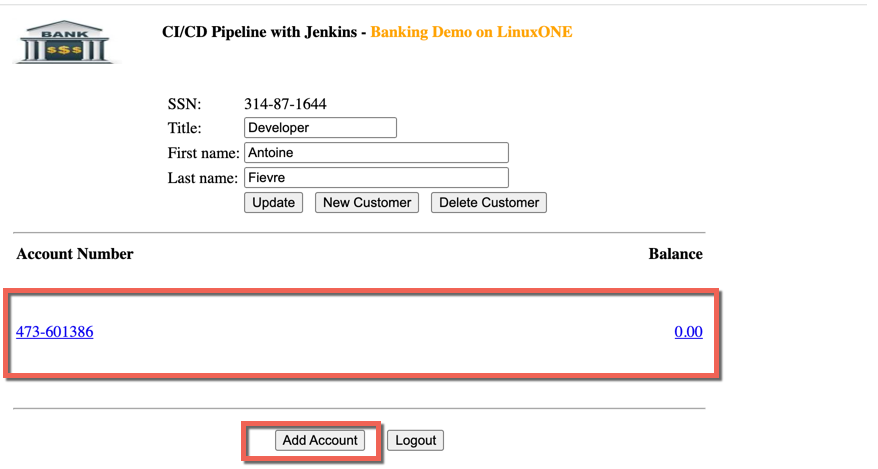 BANK
$$$
CI/CD Pipeline with Jenkins - Banking Demo on LinuxONE
SSN: 314-87-1644
Title: Developer
First name: Antoine
Last name: Fievre
Update New Customer Delete Customer
Account Number Balance
473-601386 0.00
Add Account Logout